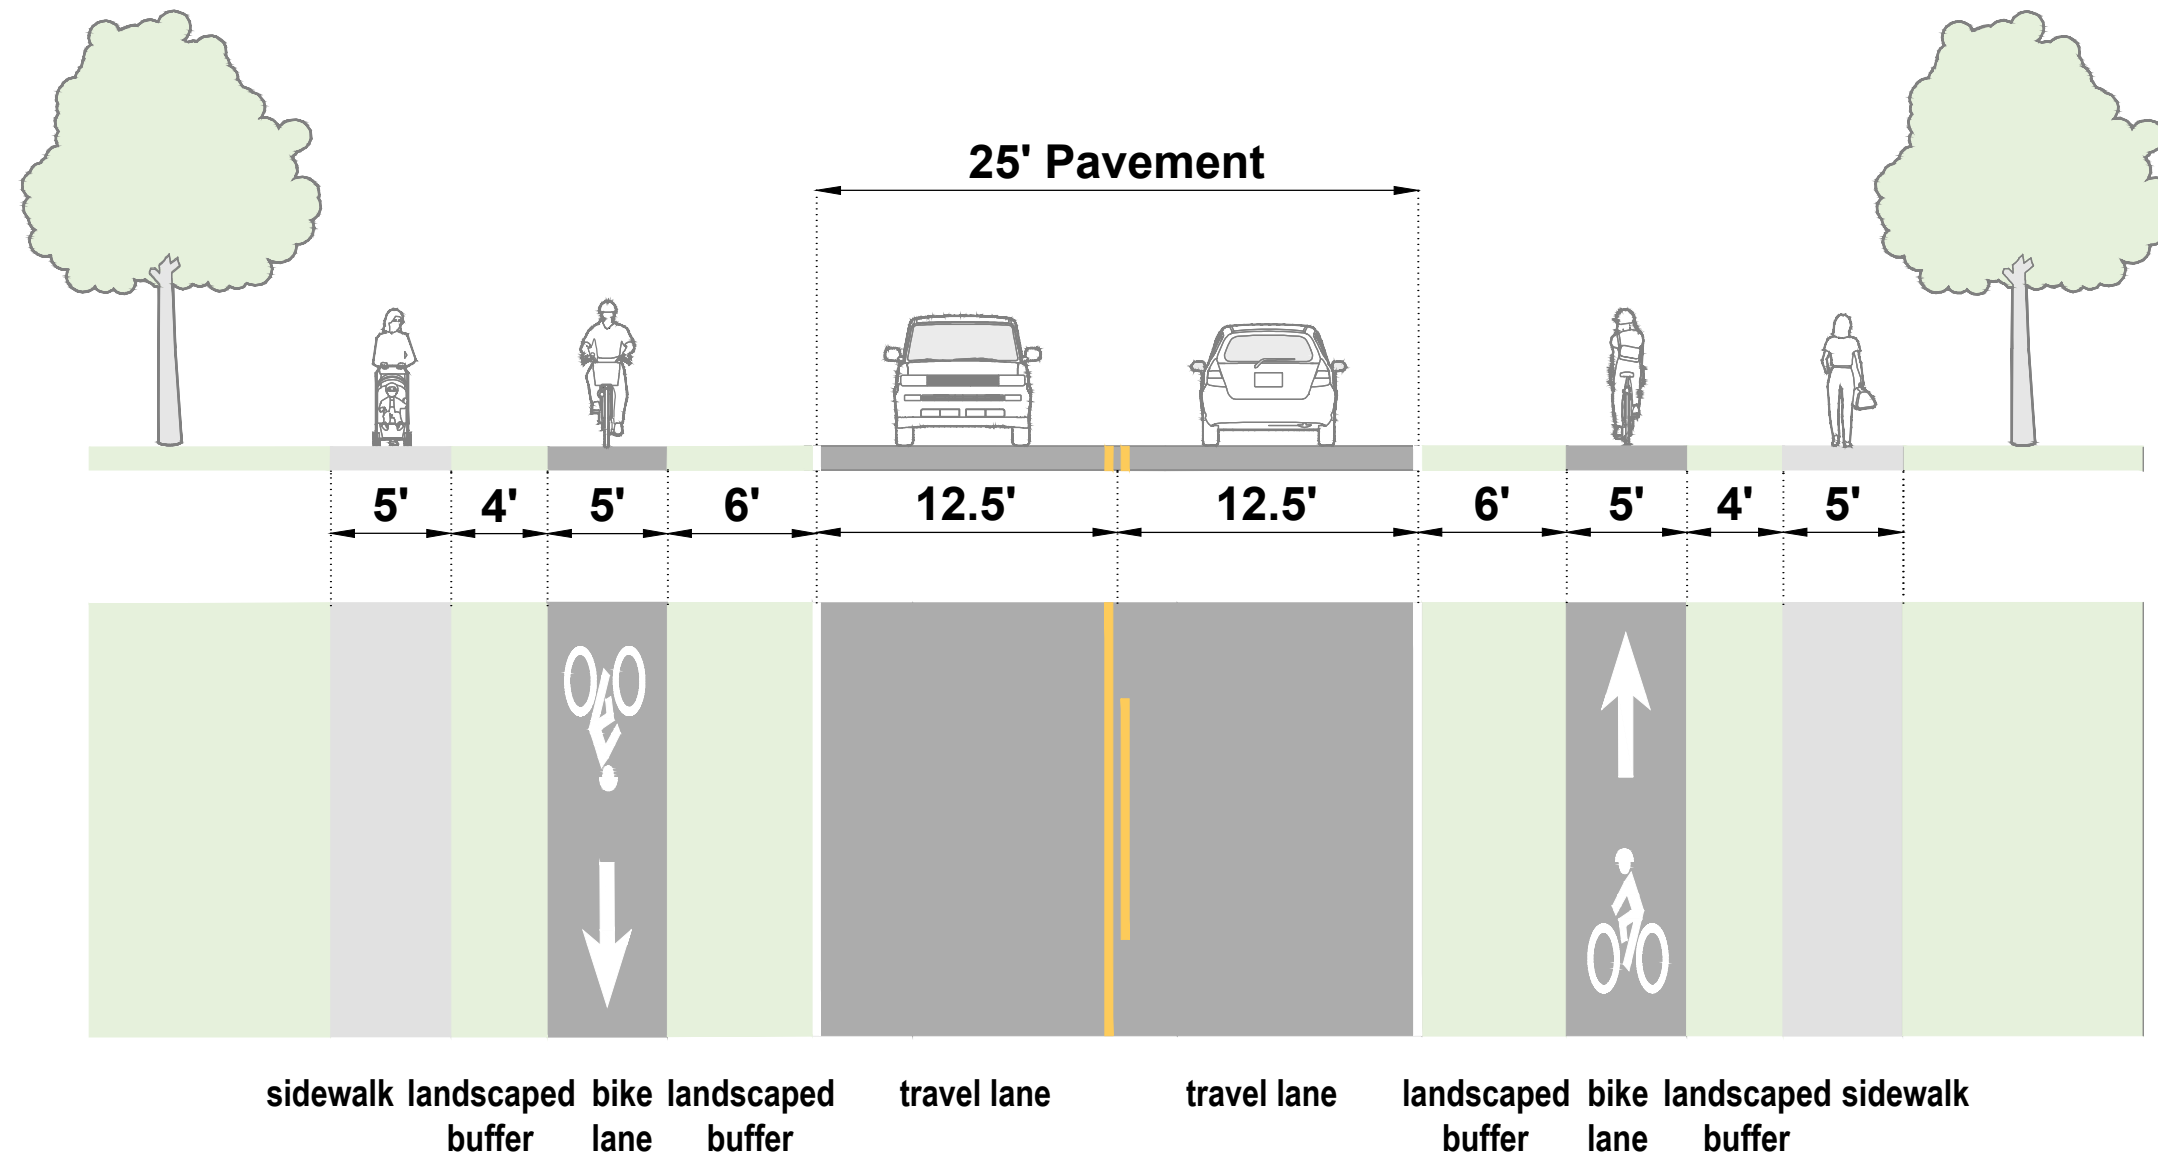 25' Pavement
5' 4' 5' 6' 12.5' 12.5' 6' 5' 4' 5'
sidewalk landscaped bike landscaped travel lane travel lane landscaped bike landscaped sidewalk
buffer lane buffer buffer lane buffer